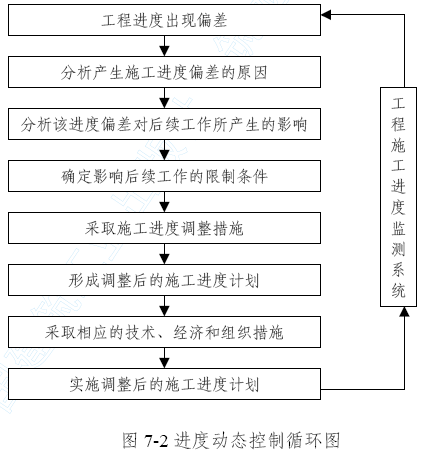 工程进度出现偏差
分析产生施工进度偏差的原因
分析该进度偏差对后续工作所产生的影响
确定影响后续工作的限制条件
采取施工进度调整措施
形成调整后的施工进度计划
采取相应的技术、经济和组织措施
实施调整后的施工进度计划
工程施工进度监测系统
图 7-2 进度动态控制循环图